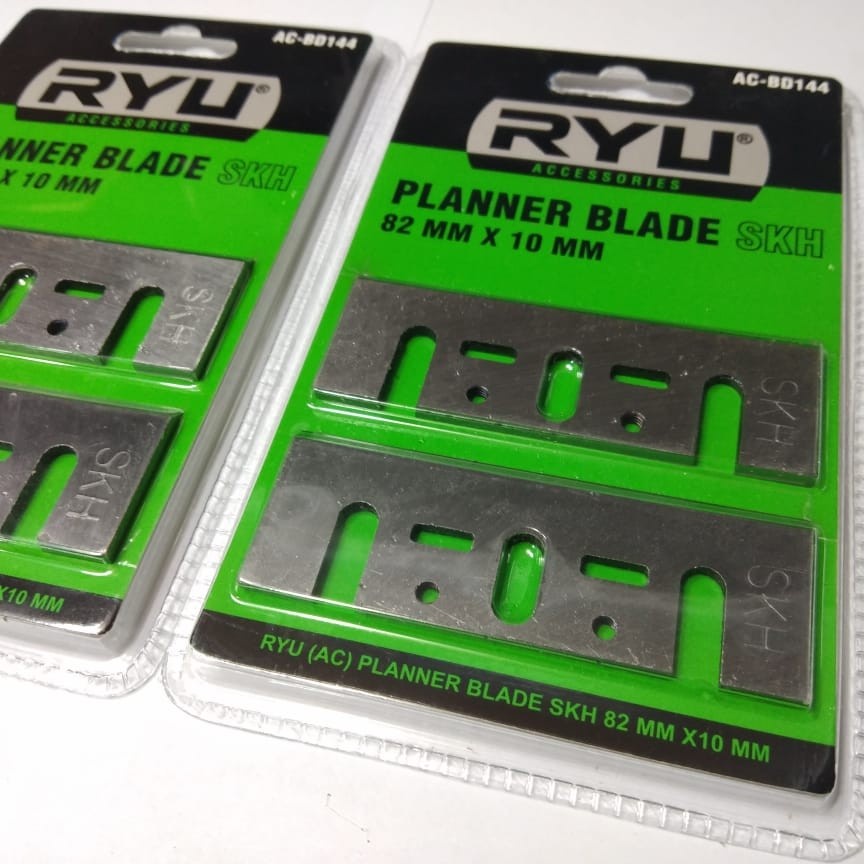 AC-BD144
RYU®
ACCESSORIES
NNER BLADE SKH
X 10 MM
SKH
SKH
X10 MM
AC-BD144
RYU®
ACCESSORIES
PLANNER BLADE SKH
82 MM X 10 MM
SKH
SKH
RYU (AC) PLANNER BLADE SKH 82 MM X10 MM